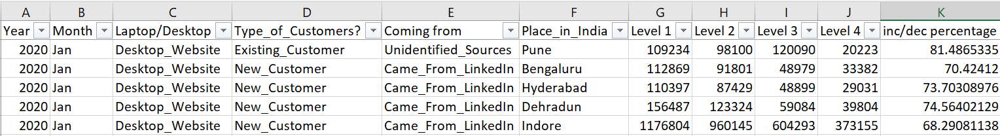 A B C D E F G H I J K
Year Month Laptop/Desktop Type_of_Customers? Coming from Place_in_India Level 1 Level 2 Level 3 Level 4 inc/dec percentage
2020 Jan Desktop_Website Existing_Customer Unidentified_Sources Pune 109234 98100 120090 20223 81.4865335
2020 Jan Desktop_Website New_Customer Came_From_LinkedIn Bengaluru 112869 91801 48979 33382 70.42412
2020 Jan Desktop_Website New_Customer Came_From_LinkedIn Hyderabad 110397 87429 48899 29031 73.70308976
2020 Jan Desktop_Website New_Customer Came_From_LinkedIn Dehradun 156487 123324 59084 39804 74.56402129
2020 Jan Desktop_Website New_Customer Came_From_LinkedIn Indore 1176804 960145 604293 373155 68.29081138